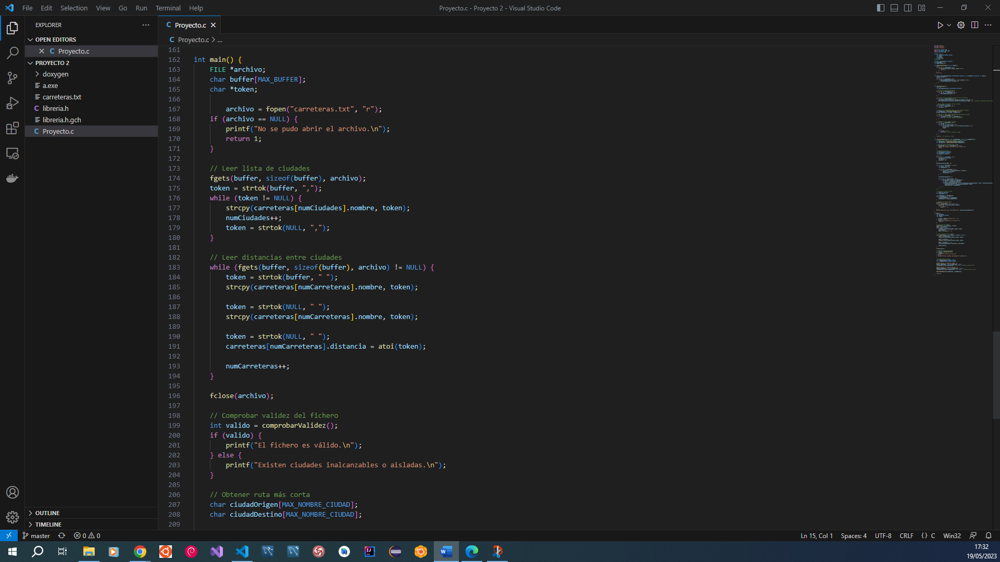 File Edit Selection View Go Run Terminal Help
Proyecto.c - Proyecto 2 - Visual Studio Code
EXPLORER
OPEN EDITORS
C Proyecto.c
PROYECTO 2
doxygen
a.exe
carreteras.txt
C libreria.h
libreria.h.gch
C Proyecto.c
OUTLINE
TIMELINE
C Proyecto.c
C Proyecto.c > ...
161
162 int main() {
163 FILE *archivo;
164 char buffer[MAX_BUFFER];
165 char *token;
166
167 archivo = fopen("carreteras.txt", "r");
168 if (archivo == NULL) {
169 printf("No se pudo abrir el archivo.\n");
170 return 1;
171 }
172
173 // Leer lista de ciudades
174 fgets(buffer, sizeof(buffer), archivo);
175 token = strtok(buffer, ",");
176 while (token != NULL) {
177 strcpy(carreteras[numCiudades].nombre, token);
178 numCiudades++;
179 token = strtok(NULL, ",");
180 }
181
182 // Leer distancias entre ciudades
183 while (fgets(buffer, sizeof(buffer), archivo) != NULL) {
184 token = strtok(buffer, " ");
185 strcpy(carreteras[numCarreteras].nombre, token);
186
187 token = strtok(NULL, " ");
188 strcpy(carreteras[numCarreteras].nombre, token);
189
190 token = strtok(NULL, " ");
191 carreteras[numCarreteras].distancia = atoi(token);
192
193 numCarreteras++;
194 }
195
196 fclose(archivo);
197
198 // Comprobar validez del fichero
199 int valido = comprobarValidez();
200 if (valido) {
201 printf("El fichero es válido.\n");
202 } else {
203 printf("Existen ciudades inalcanzables o aisladas.\n");
204 }
205
206 // Obtener ruta más corta
207 char ciudadOrigen[MAX_NOMBRE_CIUDAD];
208 char ciudadDestino[MAX_NOMBRE_CIUDAD];
209
master 0 0
Ln 15, Col 1 Spaces: 4 UTF-8 CRLF {} C Win32
17:32
19/05/2023